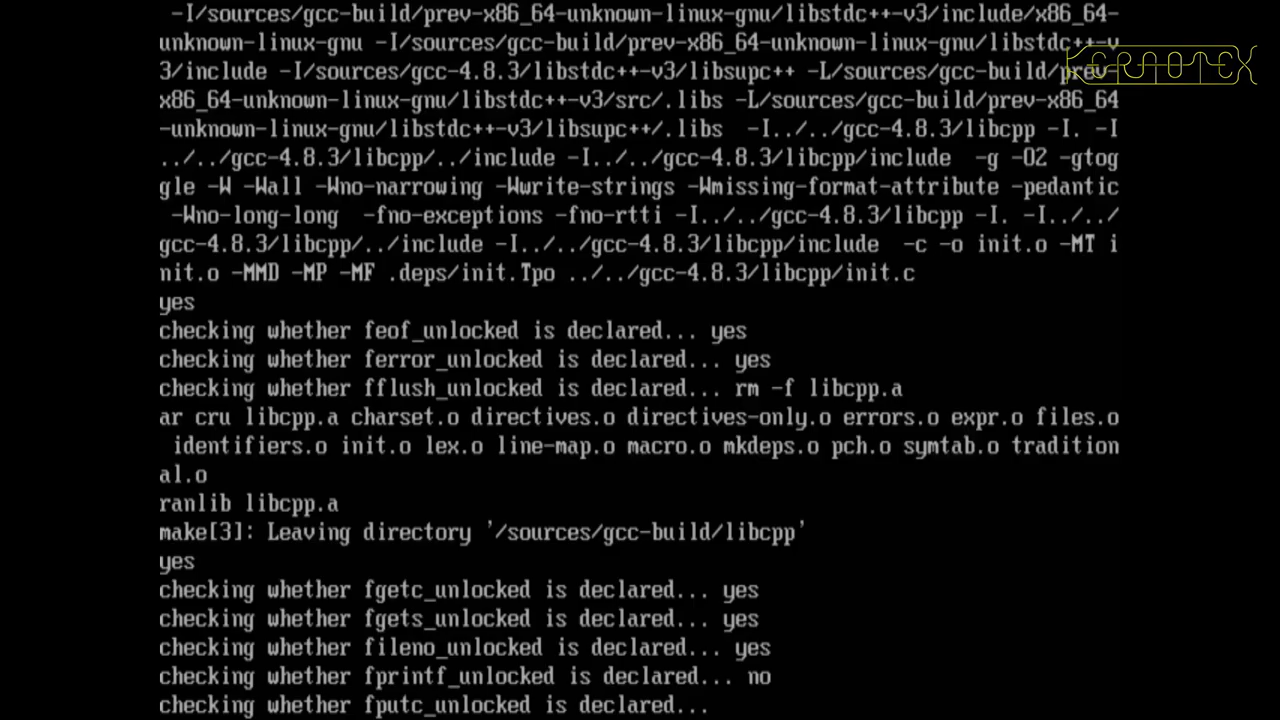 -I/sources/gcc-build/prev-x86_64-unknown-linux-gnu/libstdc++-v3/include/x86_64-
unknown-linux-gnu -I/sources/gcc-build/prev-x86_64-unknown-linux-gnu/libstdc++-v
3/include -I/sources/gcc-4.8.3/libstdc++-v3/libsupc++ -L/sources/gcc-build/prev-
x86_64-unknown-linux-gnu/libstdc++-v3/src/.libs -L/sources/gcc-build/prev-x86_64
-unknown-linux-gnu/libstdc++-v3/libsupc++/.libs  -I../../gcc-4.8.3/libcpp -I. -I
../../gcc-4.8.3/libcpp/../include -I../../gcc-4.8.3/libcpp/include  -g -O2 -gtog
gle -W -Wall -Wno-narrowing -Wwrite-strings -Wmissing-format-attribute -pedantic
 -Wno-long-long  -fno-exceptions -fno-rtti -I../../gcc-4.8.3/libcpp -I. -I../../
gcc-4.8.3/libcpp/../include -I../../gcc-4.8.3/libcpp/include  -c -o init.o -MT i
nit.o -MMD -MP -MF .deps/init.Tpo ../../gcc-4.8.3/libcpp/init.c
yes
checking whether feof_unlocked is declared... yes
checking whether ferror_unlocked is declared... yes
checking whether fflush_unlocked is declared... rm -f libcpp.a
ar cru libcpp.a charset.o directives.o directives-only.o errors.o expr.o files.o
 identifiers.o init.o lex.o line-map.o macro.o mkdeps.o pch.o symtab.o tradition
al.o
ranlib libcpp.a
make[3]: Leaving directory '/sources/gcc-build/libcpp'
yes
checking whether fgetc_unlocked is declared... yes
checking whether fgets_unlocked is declared... yes
checking whether fileno_unlocked is declared... yes
checking whether fprintf_unlocked is declared... no
checking whether fputc_unlocked is declared...